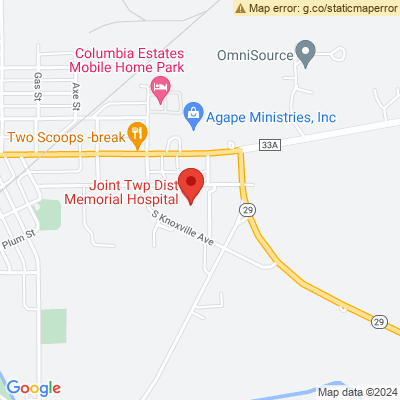 Map error: g.co/staticmaperror
Columbia Estates
Mobile Home Park
OmniSource
Gas St
Axe St
Agape Ministries, Inc
Two Scoops -break
33A
Joint Twp Dist
Memorial Hospital
S Knoxville Ave
29
Plum St
29
Google
Map data ©2024